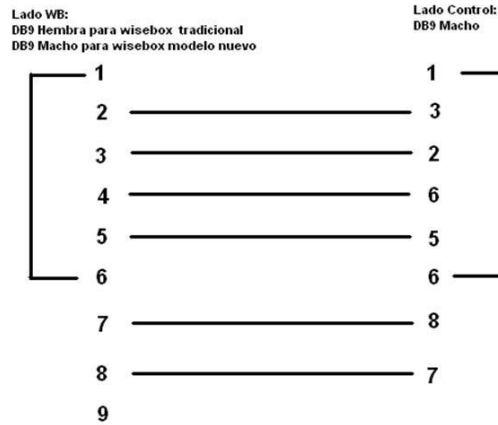 Lado WB:
DB9 Hembra para wisebox tradicional
DB9 Macho para wisebox modelo nuevo
Lado Control:
DB9 Macho
1 1
2 3
3 2
4 6
5 5
6 6
7 8
8 7
9